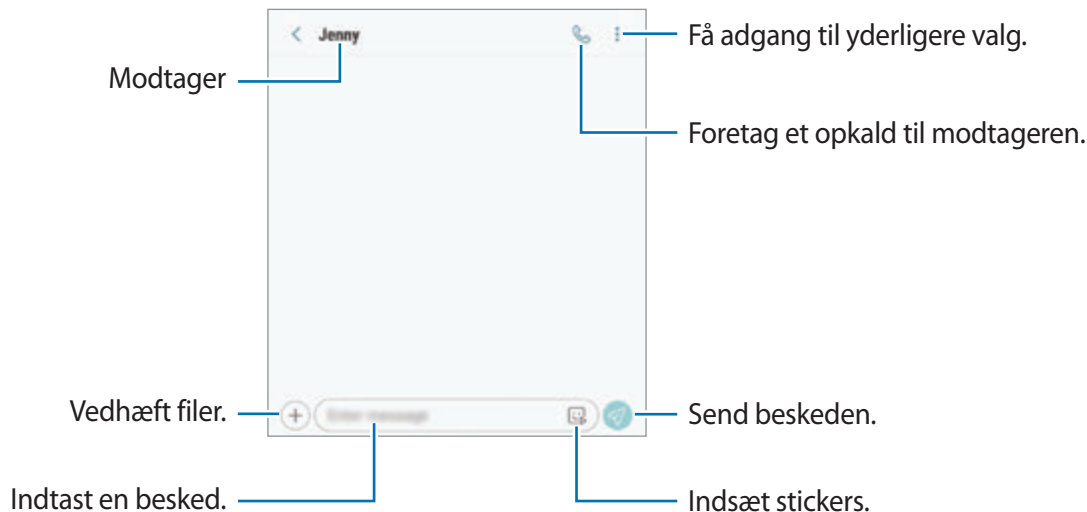 Jenny
Få adgang til yderligere valg.
Modtager
Foretag et opkald til modtageren.
Vedhæft filer.
Send beskeden.
Indtast en besked.
Indsæt stickers.